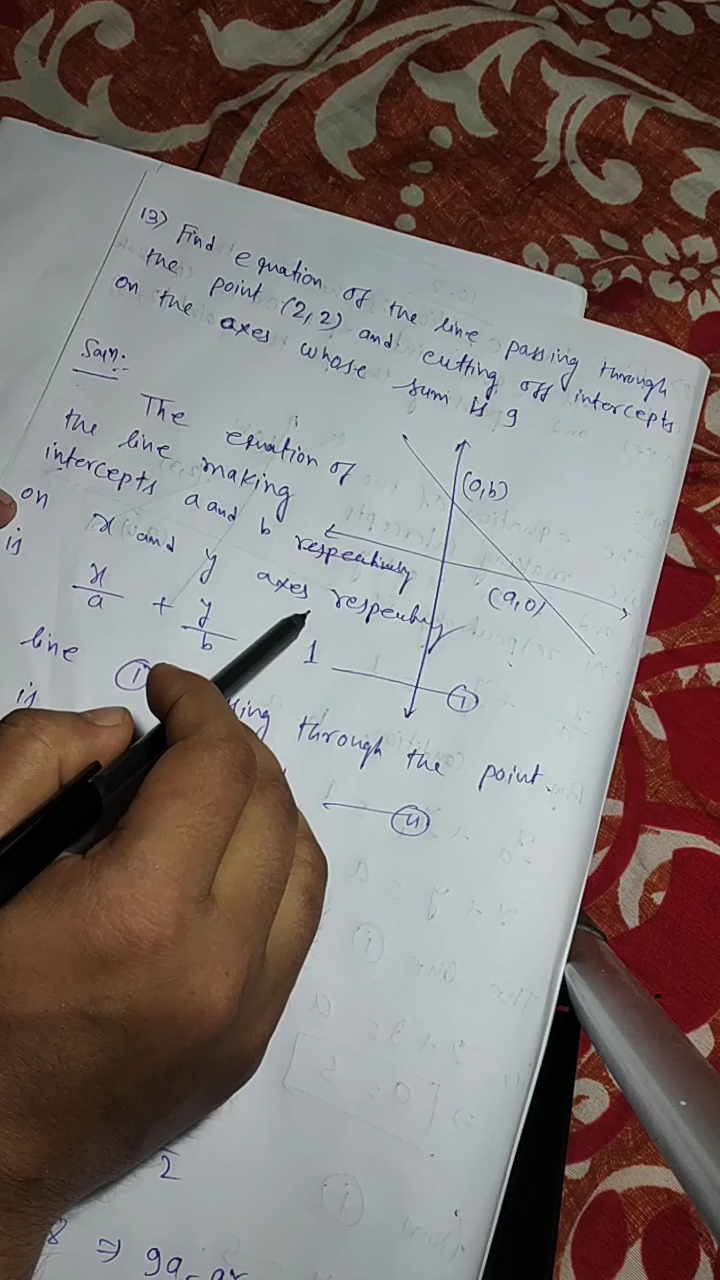 13) Find equation of the line passing through
the point (2,2) and cutting off intercepts
on the axes whose sum is 9
Soln:
The equation of
the line making
intercepts a and b respectively
on x and y axes respectively
is
x/a + y/b
1 — (i)
(0,b)
(a,0)
line (i)
is through the point
(ii)
2
8 ⇒ 9a - a²